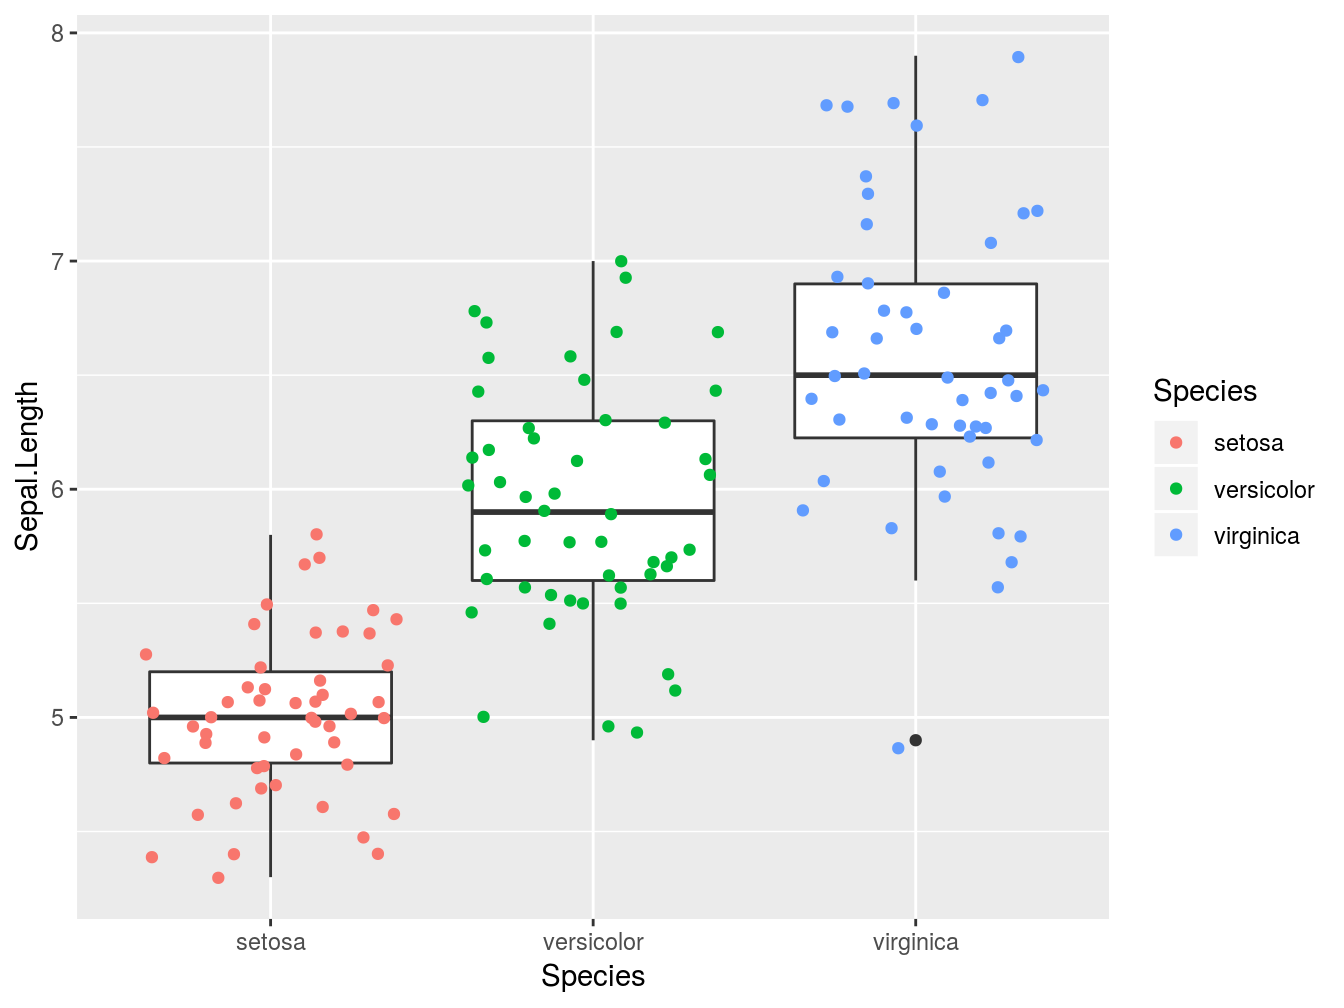 8
7
6
5
Sepal.Length
setosa
versicolor
virginica
Species
Species
setosa
versicolor
virginica